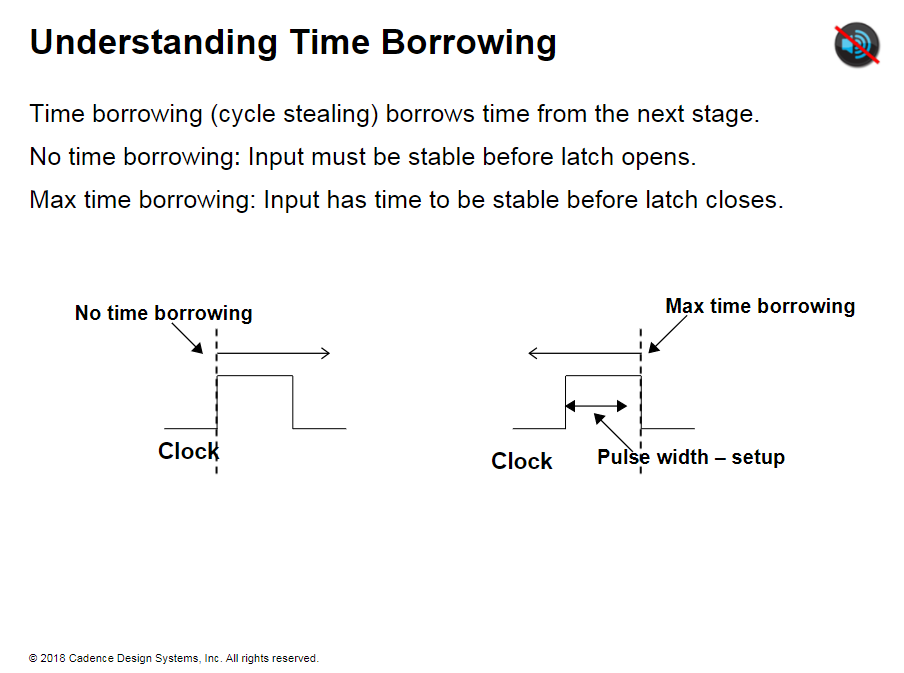 Understanding Time Borrowing
Time borrowing (cycle stealing) borrows time from the next stage.
No time borrowing: Input must be stable before latch opens.
Max time borrowing: Input has time to be stable before latch closes.
No time borrowing
Max time borrowing
Clock
Clock
Pulse width – setup
© 2018 Cadence Design Systems, Inc. All rights reserved.